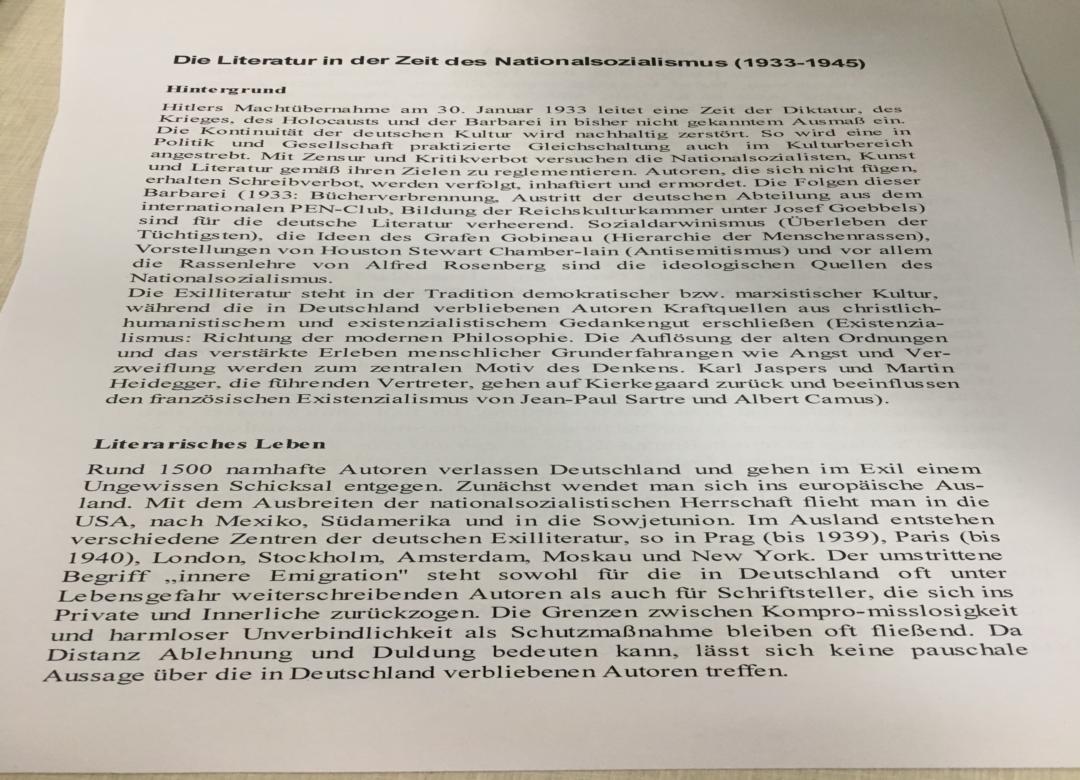 Die Literatur in der Zeit des Nationalsozialismus (1933-1945)
Hintergrund
Hitlers Machtübernahme am 30. Januar 1933 leitet eine Zeit der Diktatur, des
Krieges, des Holocausts und der Barbarei in bisher nicht gekanntem Ausmaß ein.
Die Kontinuität der deutschen Kultur wird nachhaltig zerstört. So wird eine in
Politik und Gesellschaft praktizierte Gleichschaltung auch im Kulturbereich
angestrebt. Mit Zensur und Kritikverbot versuchen die Nationalsozialisten, Kunst
und Literatur gemäß ihren Zielen zu reglementieren. Autoren, die sich nicht fügen,
erhalten Schreibverbot, werden verfolgt, inhaftiert und ermordet. Die Folgen dieser
Barbarei (1933: Bücherverbrennung, Austritt der deutschen Abteilung aus dem
internationalen PEN-Club, Bildung der Reichskulturkammer unter Josef Goebbels)
sind für die deutsche Literatur verheerend. Sozialdarwinismus (Überleben der
Tüchtigsten), die Ideen des Grafen Gobineau (Hierarchie der Menschenrassen),
Vorstellungen von Houston Stewart Chamber-lain (Antisemitismus) und vor allem
die Rassenlehre von Alfred Rosenberg sind die ideologischen Quellen des
Nationalsozialismus.
Die Exilliteratur steht in der Tradition demokratischer bzw. marxistischer Kultur,
während die in Deutschland verbliebenen Autoren Kraftquellen aus christlich-
humanistischem und existenzialistischem Gedankengut erschließen (Existenzia-
lismus: Richtung der modernen Philosophie. Die Auflösung der alten Ordnungen
und das verstärkte Erleben menschlicher Grunderfahrangen wie Angst und Ver-
zweiflung werden zum zentralen Motiv des Denkens. Karl Jaspers und Martin
Heidegger, die führenden Vertreter, gehen auf Kierkegaard zurück und beeinflussen
den französischen Existenzialismus von Jean-Paul Sartre und Albert Camus).
Literarisches Leben
Rund 1500 namhafte Autoren verlassen Deutschland und gehen im Exil einem
Ungewissen Schicksal entgegen. Zunächst wendet man sich ins europäische Aus-
land. Mit dem Ausbreiten der nationalsozialistischen Herrschaft flieht man in die
USA, nach Mexiko, Südamerika und in die Sowjetunion. Im Ausland entstehen
verschiedene Zentren der deutschen Exilliteratur, so in Prag (bis 1939), Paris (bis
1940), London, Stockholm, Amsterdam, Moskau und New York. Der umstrittene
Begriff ,,innere Emigration" steht sowohl für die in Deutschland oft unter
Lebensgefahr weiterschreibenden Autoren als auch für Schriftsteller, die sich ins
Private und Innerliche zurückzogen. Die Grenzen zwischen Kompro-misslosigkeit
und harmloser Unverbindlichkeit als Schutzmaßnahme bleiben oft fließend. Da
Distanz Ablehnung und Duldung bedeuten kann, lässt sich keine pauschale
Aussage über die in Deutschland verbliebenen Autoren treffen.